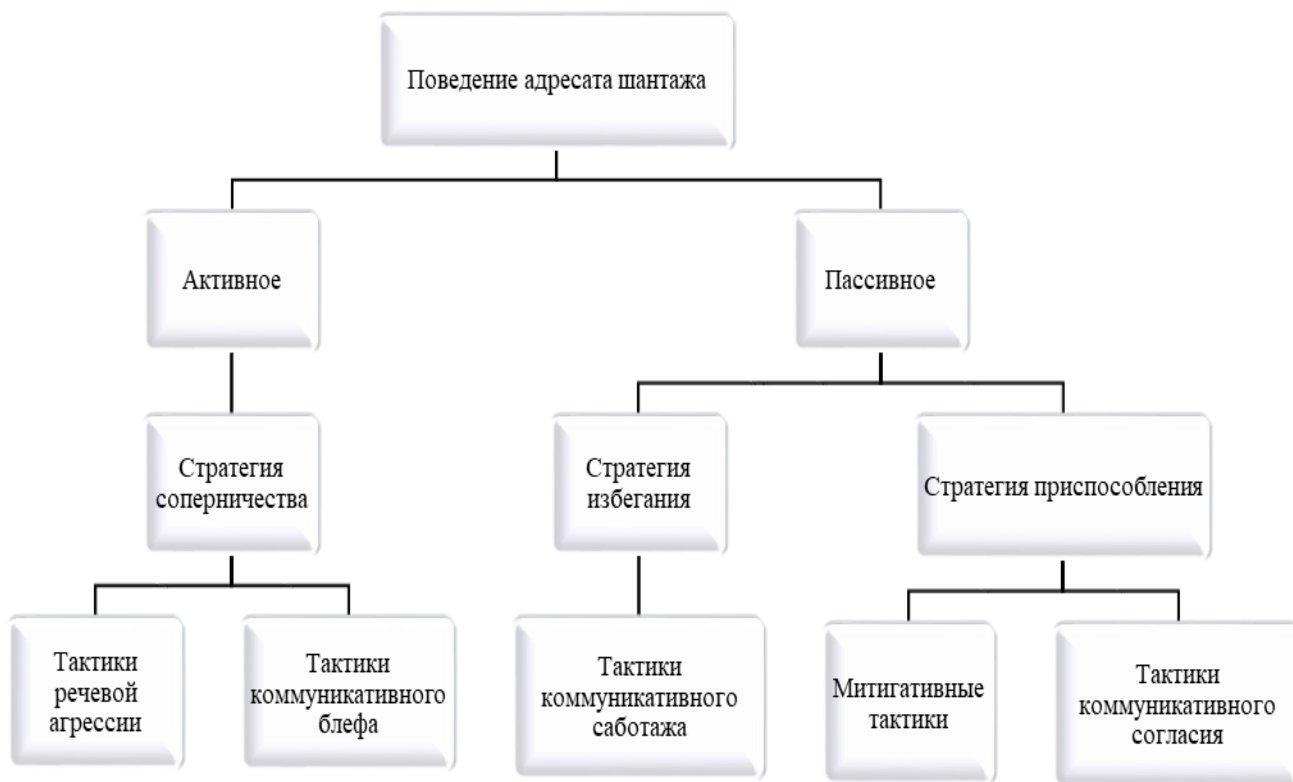 Поведение адресата шантажа
Активное
Пассивное
Стратегия
соперничества
Стратегия
избегания
Стратегия приспособления
Тактики
речевой
агрессии
Тактики
коммуникативного
блефа
Тактики
коммуникативного
саботажа
Митигативные
тактики
Тактики
коммуникативного
согласия